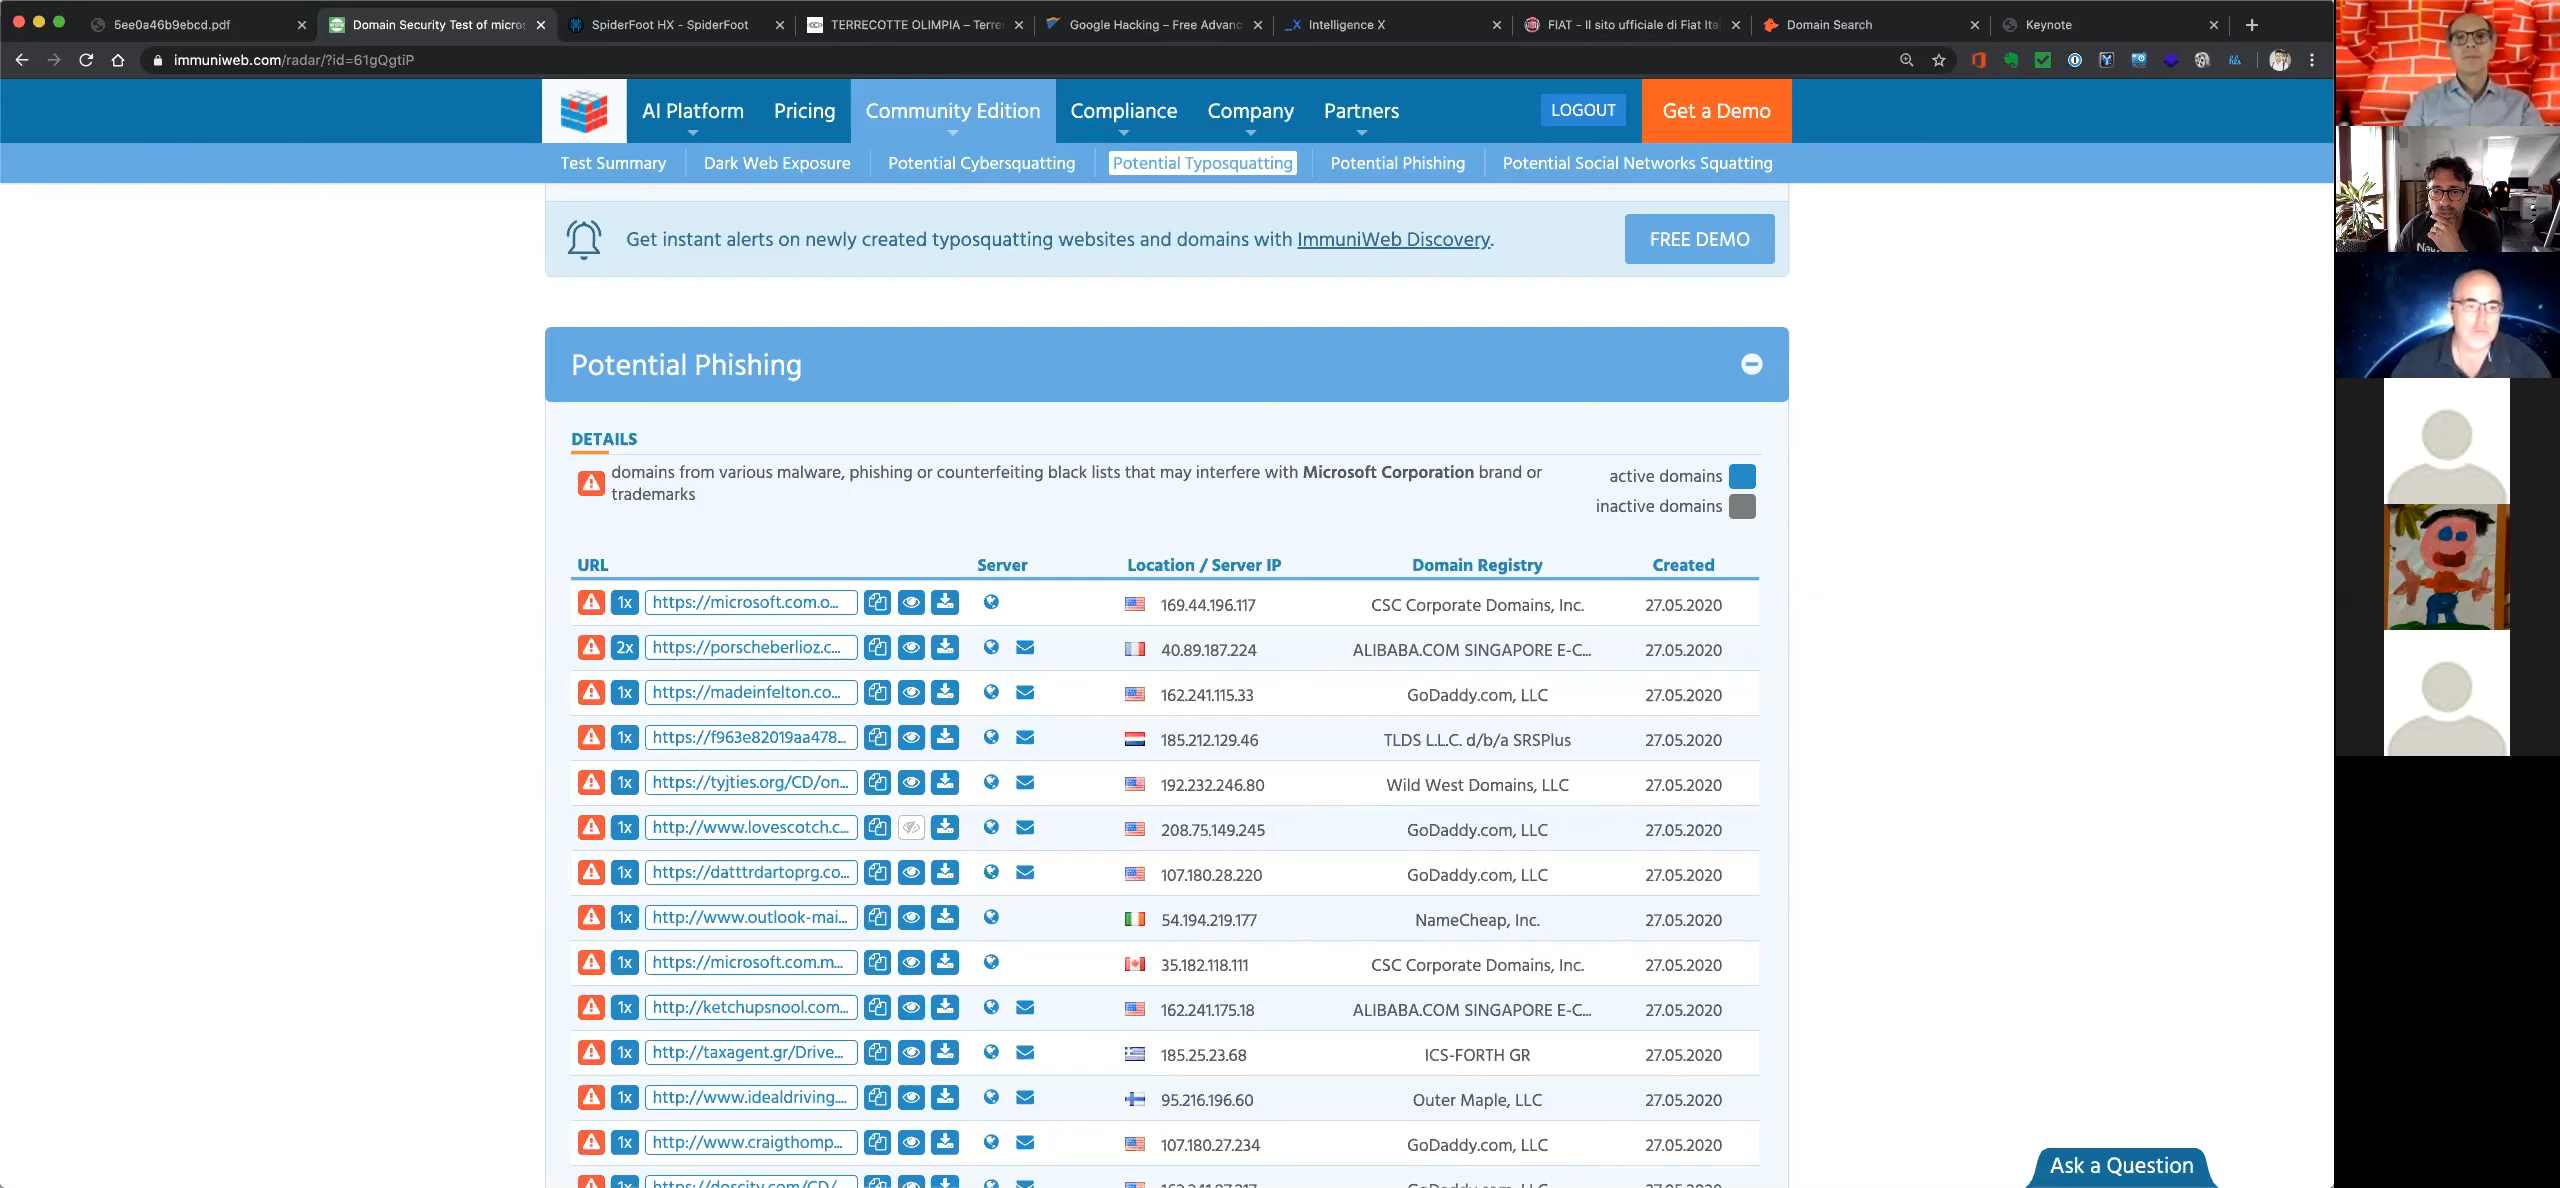 5ee0a46b9ebcd.pdf
Domain Security Test of micros
SpiderFoot HX - SpiderFoot
TERRECOTTE OLIMPIA – Terre
Google Hacking – Free Advanc
Intelligence X
FIAT - Il sito ufficiale di Fiat Ita
Domain Search
Keynote
immuniweb.com/radar/?id=61gQgtiP
AI Platform
Pricing
Community Edition
Compliance
Company
Partners
LOGOUT
Get a Demo
Test Summary
Dark Web Exposure
Potential Cybersquatting
Potential Typosquatting
Potential Phishing
Potential Social Networks Squatting
Get instant alerts on newly created typosquatting websites and domains with ImmuniWeb Discovery.
FREE DEMO
Potential Phishing
DETAILS
domains from various malware, phishing or counterfeiting black lists that may interfere with Microsoft Corporation brand or
trademarks
active domains
inactive domains
URL Server Location / Server IP Domain Registry Created
1x https://microsoft.com.o... 169.44.196.117 CSC Corporate Domains, Inc. 27.05.2020
2x https://porscheberlioz.c... 40.89.187.224 ALIBABA.COM SINGAPORE E-C... 27.05.2020
1x https://madeinfelton.co... 162.241.115.33 GoDaddy.com, LLC 27.05.2020
1x https://f963e82019aa478... 185.212.129.46 TLDS L.L.C. d/b/a SRSPlus 27.05.2020
1x https://tyjties.org/CD/on... 192.232.246.80 Wild West Domains, LLC 27.05.2020
1x http://www.lovescotch.c... 208.75.149.245 GoDaddy.com, LLC 27.05.2020
1x https://datttrdartoprg.co... 107.180.28.220 GoDaddy.com, LLC 27.05.2020
1x http://www.outlook-mai... 54.194.219.177 NameCheap, Inc. 27.05.2020
1x https://microsoft.com.m... 35.182.118.111 CSC Corporate Domains, Inc. 27.05.2020
1x http://ketchupsnool.com... 162.241.175.18 ALIBABA.COM SINGAPORE E-C... 27.05.2020
1x http://taxagent.gr/Drive... 185.25.23.68 ICS-FORTH GR 27.05.2020
1x http://www.idealdriving.... 95.216.196.60 Outer Maple, LLC 27.05.2020
1x http://www.craigthomp... 107.180.27.234 GoDaddy.com, LLC 27.05.2020
Ask a Question